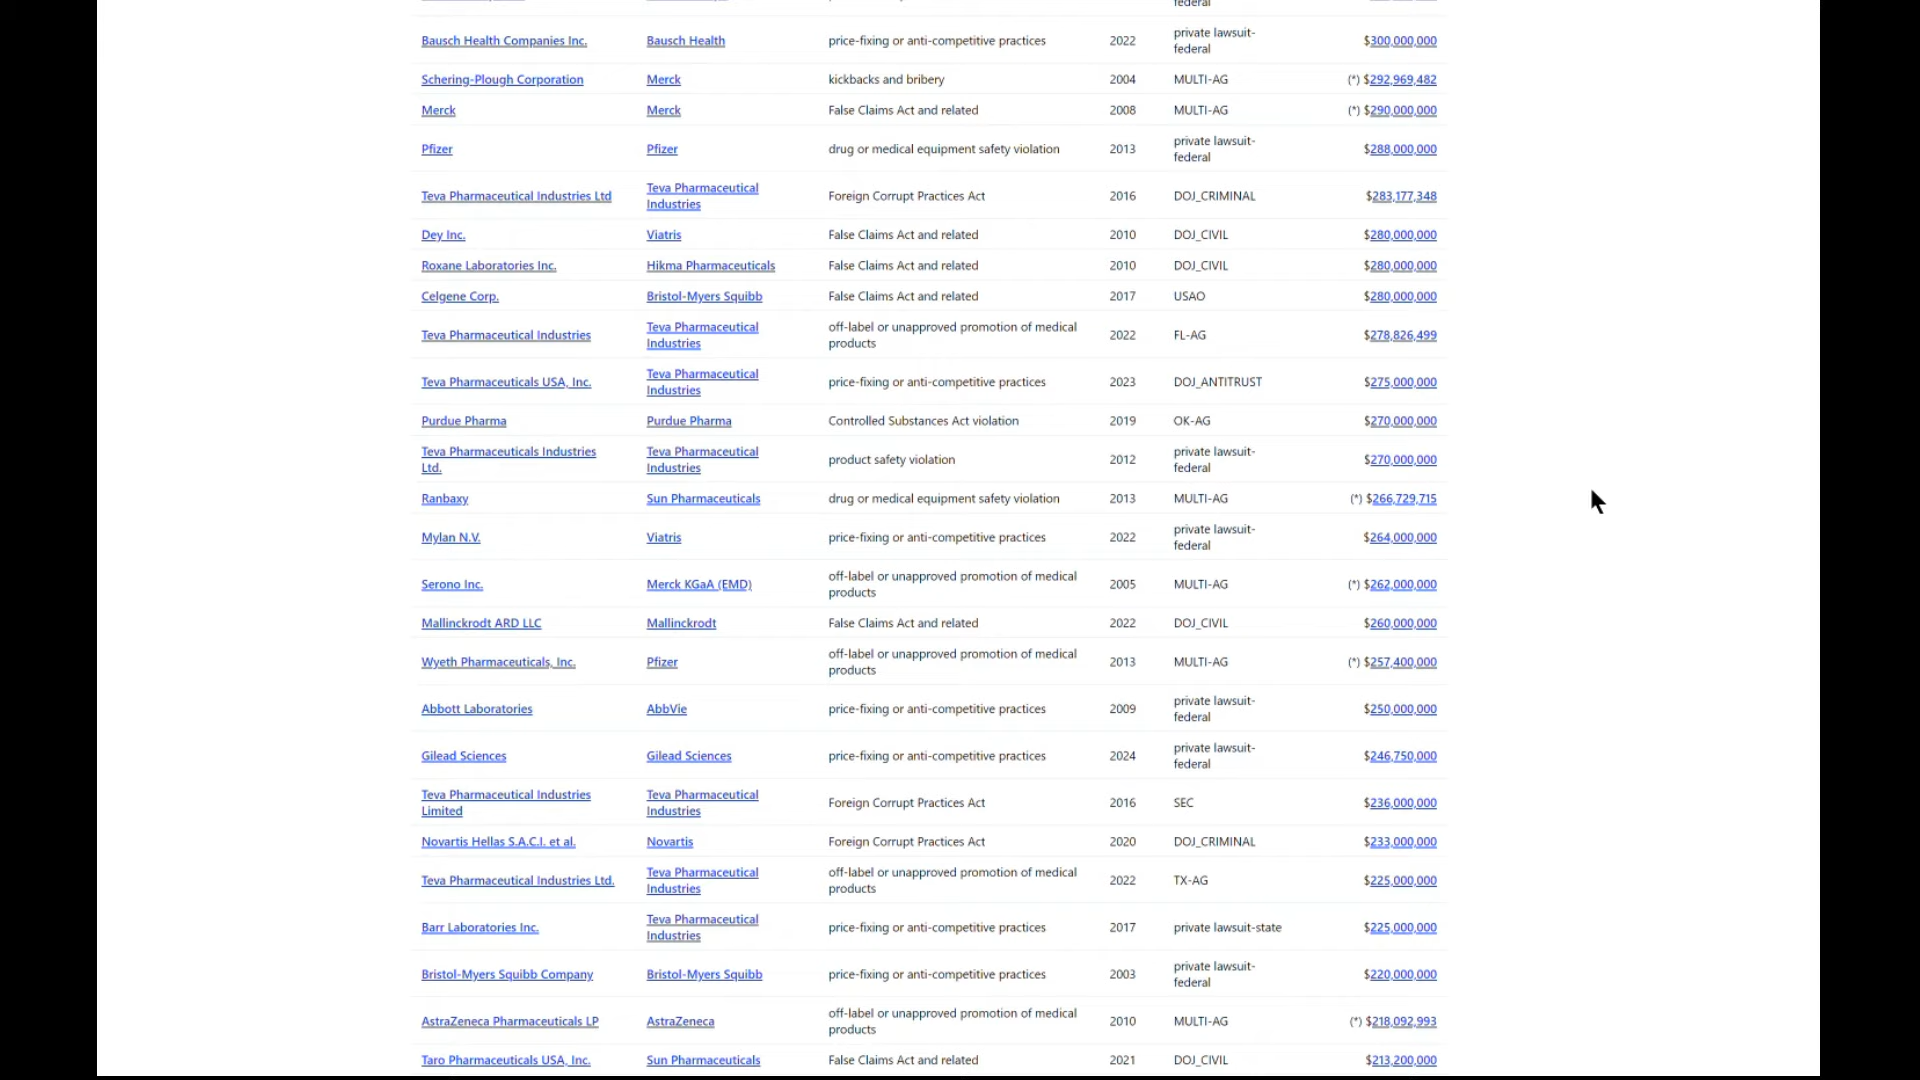 federal
Bausch Health Companies Inc. Bausch Health price-fixing or anti-competitive practices 2022 private lawsuit-federal $300,000,000
Schering-Plough Corporation Merck kickbacks and bribery 2004 MULTI-AG (*) $292,969,482
Merck Merck False Claims Act and related 2008 MULTI-AG (*) $290,000,000
Pfizer Pfizer drug or medical equipment safety violation 2013 private lawsuit-federal $288,000,000
Teva Pharmaceutical Industries Ltd Teva Pharmaceutical Industries Foreign Corrupt Practices Act 2016 DOJ_CRIMINAL $283,177,348
Dey Inc. Viatris False Claims Act and related 2010 DOJ_CIVIL $280,000,000
Roxane Laboratories Inc. Hikma Pharmaceuticals False Claims Act and related 2010 DOJ_CIVIL $280,000,000
Celgene Corp. Bristol-Myers Squibb False Claims Act and related 2017 USAO $280,000,000
Teva Pharmaceutical Industries Teva Pharmaceutical Industries off-label or unapproved promotion of medical products 2022 FL-AG $278,826,499
Teva Pharmaceuticals USA, Inc. Teva Pharmaceutical Industries price-fixing or anti-competitive practices 2023 DOJ_ANTITRUST $275,000,000
Purdue Pharma Purdue Pharma Controlled Substances Act violation 2019 OK-AG $270,000,000
Teva Pharmaceuticals Industries Ltd. Teva Pharmaceutical Industries product safety violation 2012 private lawsuit-federal $270,000,000
Ranbaxy Sun Pharmaceuticals drug or medical equipment safety violation 2013 MULTI-AG (*) $266,729,715
Mylan N.V. Viatris price-fixing or anti-competitive practices 2022 private lawsuit-federal $264,000,000
Serono Inc. Merck KGaA (EMD) off-label or unapproved promotion of medical products 2005 MULTI-AG (*) $262,000,000
Mallinckrodt ARD LLC Mallinckrodt False Claims Act and related 2022 DOJ_CIVIL $260,000,000
Wyeth Pharmaceuticals, Inc. Pfizer off-label or unapproved promotion of medical products 2013 MULTI-AG (*) $257,400,000
Abbott Laboratories AbbVie price-fixing or anti-competitive practices 2009 private lawsuit-federal $250,000,000
Gilead Sciences Gilead Sciences price-fixing or anti-competitive practices 2024 private lawsuit-federal $246,750,000
Teva Pharmaceutical Industries Limited Teva Pharmaceutical Industries Foreign Corrupt Practices Act 2016 SEC $236,000,000
Novartis Hellas S.A.C.I. et al. Novartis Foreign Corrupt Practices Act 2020 DOJ_CRIMINAL $233,000,000
Teva Pharmaceutical Industries Ltd. Teva Pharmaceutical Industries off-label or unapproved promotion of medical products 2022 TX-AG $225,000,000
Barr Laboratories Inc. Teva Pharmaceutical Industries price-fixing or anti-competitive practices 2017 private lawsuit-state $225,000,000
Bristol-Myers Squibb Company Bristol-Myers Squibb price-fixing or anti-competitive practices 2003 private lawsuit-federal $220,000,000
AstraZeneca Pharmaceuticals LP AstraZeneca off-label or unapproved promotion of medical products 2010 MULTI-AG (*) $218,092,993
Taro Pharmaceuticals USA, Inc. Sun Pharmaceuticals False Claims Act and related 2021 DOJ_CIVIL $213,200,000